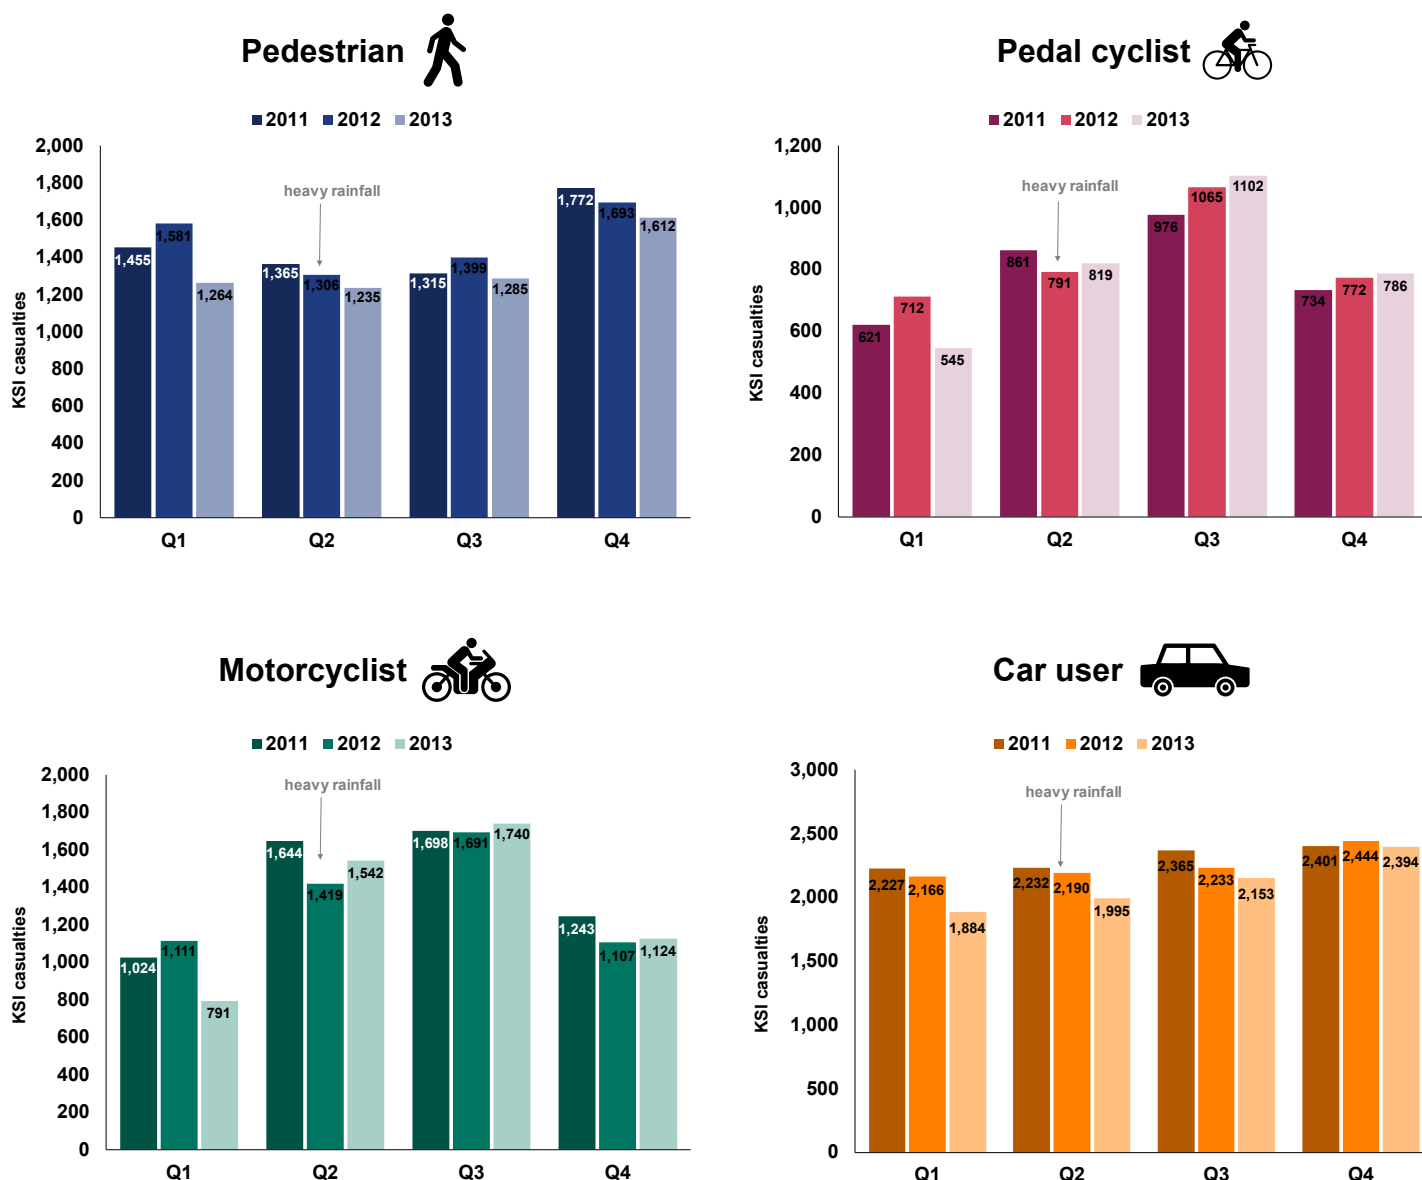 Pedestrian
2011 2012 2013
KSI casualties
2,000
1,800
1,600
1,400
1,200
1,000
800
600
400
200
0
heavy rainfall
1,455 1,581 1,264
1,365 1,306 1,235
1,315 1,399 1,285
1,772 1,693 1,612
Q1 Q2 Q3 Q4
Pedal cyclist
2011 2012 2013
KSI casualties
1,200
1,000
800
600
400
200
0
heavy rainfall
621 712 545
861 791 819
976 1065 1102
734 772 786
Q1 Q2 Q3 Q4
Motorcyclist
2011 2012 2013
KSI casualties
2,000
1,800
1,600
1,400
1,200
1,000
800
600
400
200
0
heavy rainfall
1,024 1,111 791
1,644 1,419 1,542
1,698 1,691 1,740
1,243 1,107 1,124
Q1 Q2 Q3 Q4
Car user
2011 2012 2013
KSI casualties
3,000
2,500
2,000
1,500
1,000
500
0
heavy rainfall
2,227 2,166 1,884
2,232 2,190 1,995
2,365 2,233 2,153
2,401 2,444 2,394
Q1 Q2 Q3 Q4